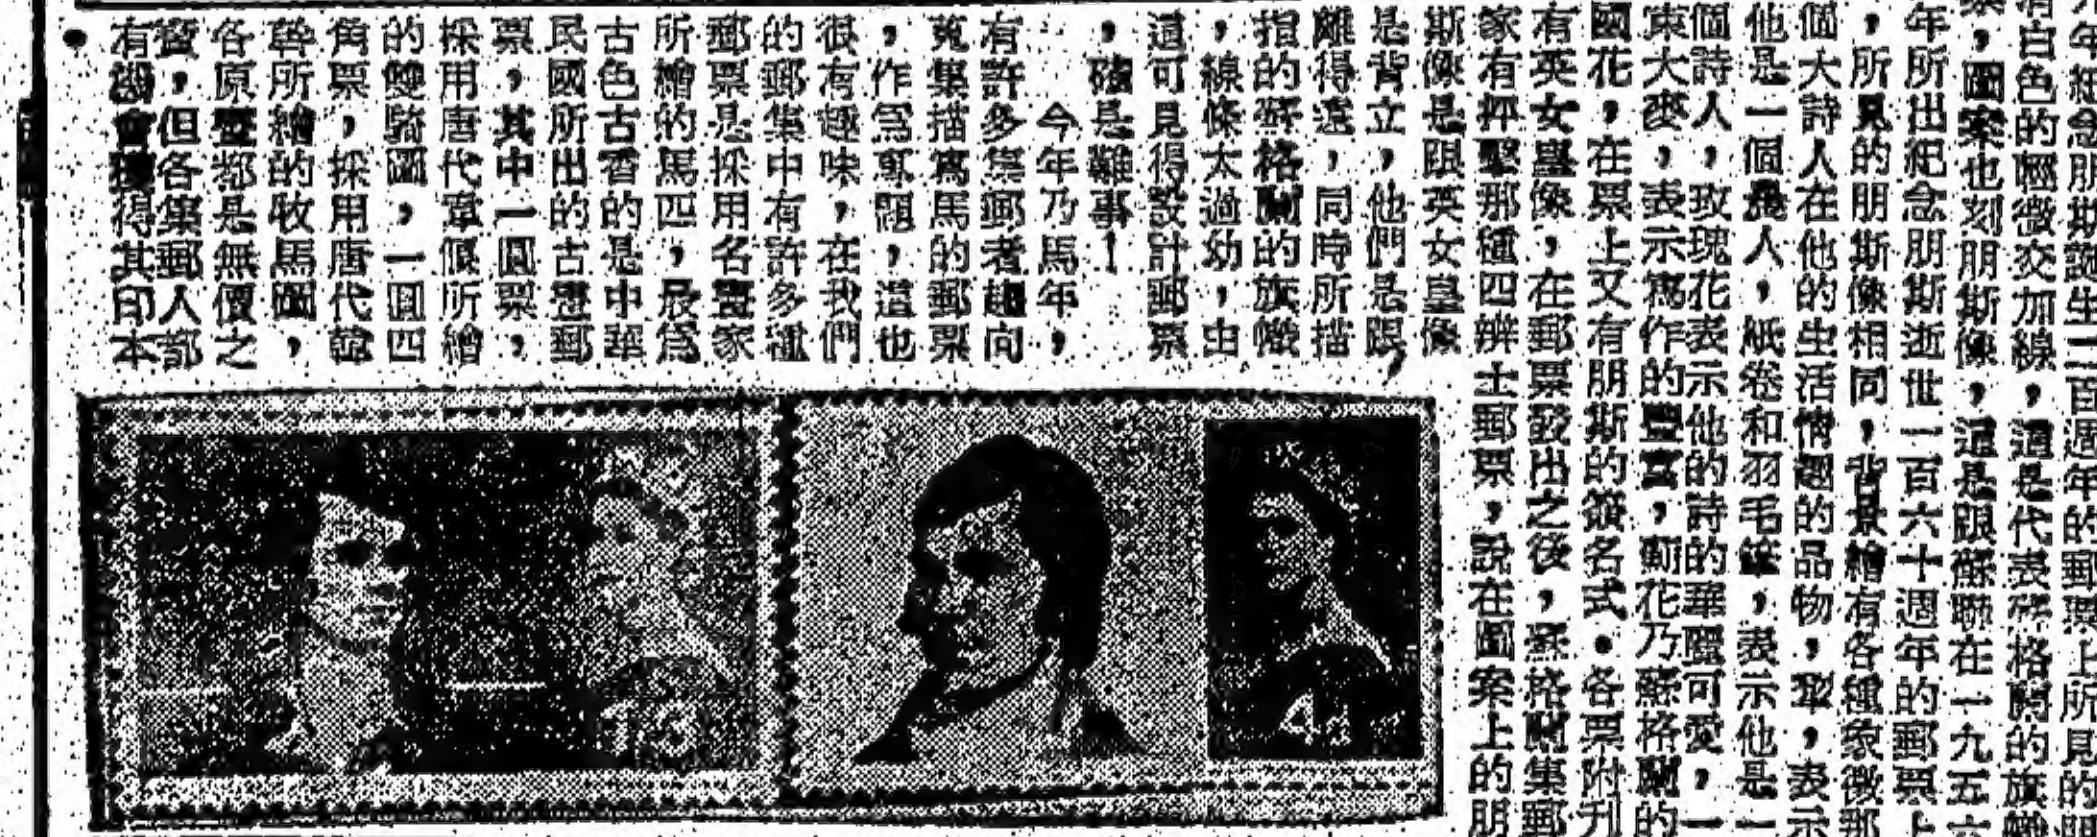 年紀念朋斯誕生二百週年的郵票上所見的
有白色的輕微交加線，這是代表蘇格蘭的旗幟
案，圖案也刻朋斯像，這是跟蘇聯在一九五六
年所出紀念朋斯逝世一百六十週年的郵票上
，所見的朋斯像相同，背景繪有各種象徵那
個大詩人在他的生活情趣的品物，犂，表示
他是一個農人，紙卷和羽毛筆，表示他是一
個詩人，玫瑰花表示他的詩的華麗可愛，一
束大麥，表示寫作的豐富，薊花乃蘇格蘭的
國花，在票上又有朋斯的簽名式。各票附刊
有英女皇像，在郵票發出之後，蘇格蘭集郵
家有抨擊那種四辨士郵票，說在圖案上的朋
斯像是跟英女皇像
是背立，他們是跟，
離得遠，同時所描
指的蘇格蘭的旗幟
，線條太過幼，由
這可見得設計郵票
，確是難事！
今年乃馬年，
有許多集郵者趨向
蒐集描寫馬的郵票
，作為專題，這也
很有趣味，在我們
的郵集中有許多種
郵票是採用名畫家
所繪的馬匹，最為
古色古香的是中華
民國所出的古畫郵
票，其中一圓票，
採用唐代韋偃所繪
的雙騎圖，一圓四
角票，採用唐代韓
幹所繪的牧馬圖，
各原畫都是無價之
寶，但各集郵人都
有機會獲得其印本
。
13
4d